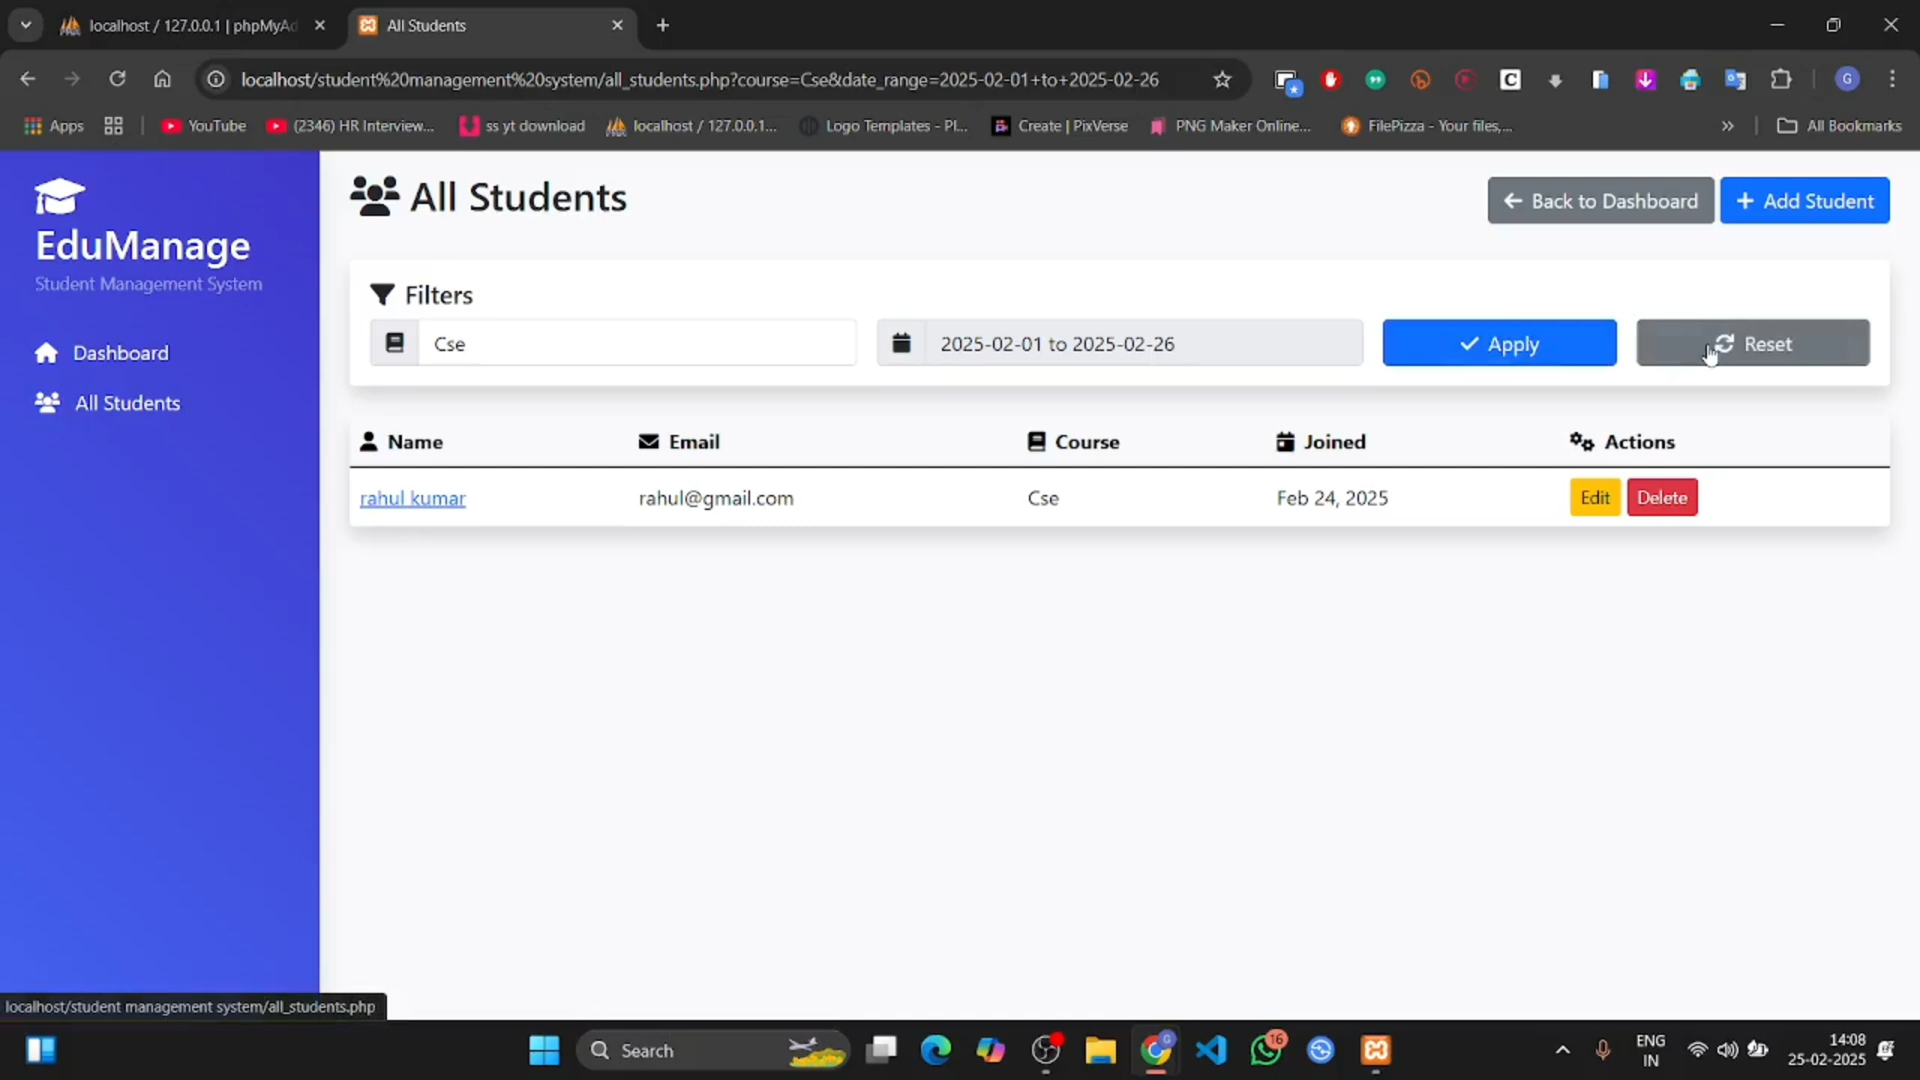 localhost / 127.0.0.1 | phpMyAd
All Students
localhost/student%20management%20system/all_students.php?course=Cse&date_range=2025-02-01+to+2025-02-26
G
Apps
YouTube
(2346) HR Interview...
ss yt download
localhost / 127.0.0.1...
Logo Templates - Pl...
Create | PixVerse
PNG Maker Online...
FilePizza - Your files,...
All Bookmarks
EduManage
Student Management System
Dashboard
All Students
All Students
Back to Dashboard
Add Student
Filters
Cse
2025-02-01 to 2025-02-26
Apply
Reset
Name Email Course Joined Actions
rahul kumar rahul@gmail.com Cse Feb 24, 2025 Edit Delete
localhost/student management system/all_students.php
Search
16
ENG
IN
14:08
25-02-2025